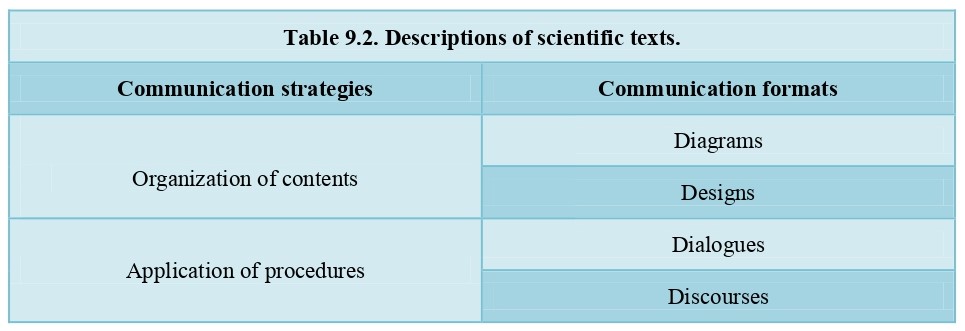 Table 9.2. Descriptions of scientific texts.
Communication strategies
Communication formats
Organization of contents
Diagrams
Designs
Application of procedures
Dialogues
Discourses